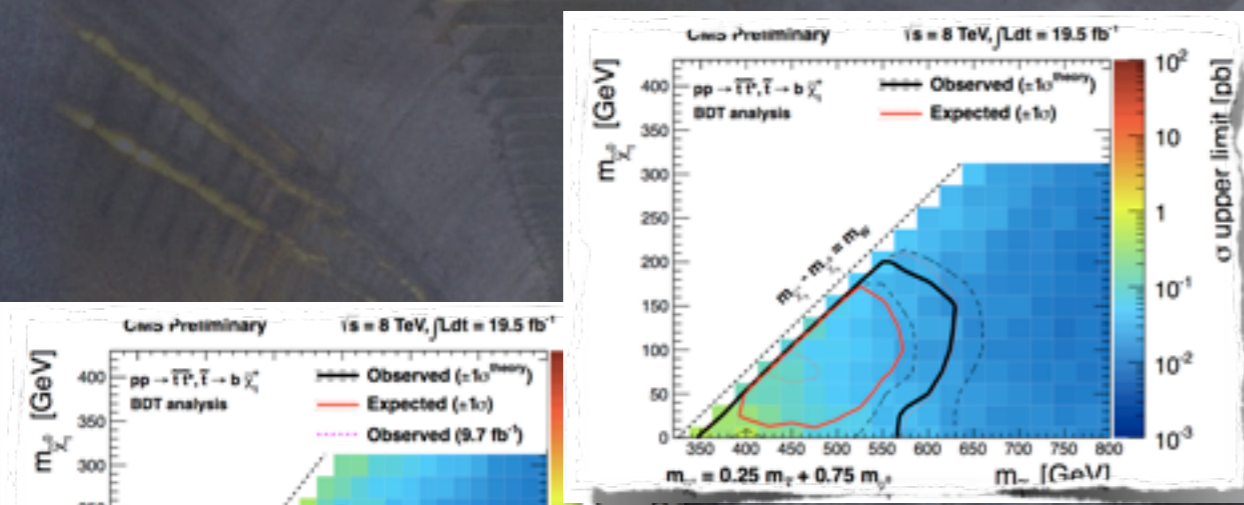 CMS Preliminary
√s = 8 TeV, ∫Ldt = 19.5 fb⁻¹
400
350
300
250
200
150
100
50
0
[GeV]
pp → t̃ t̃*, t̃ → b χ̃₁⁺
BDT analysis
Observed (±1σ^theory)
Expected (±1σ)
350 400 450 500 550 600 650 700 750 800
[GeV]
10²
10
1
10⁻¹
10⁻²
10⁻³
σ upper limit [pb]
CMS Preliminary
√s = 8 TeV, ∫Ldt = 19.5 fb⁻¹
400
350
300
[GeV]
pp → t̃ t̃*, t̃ → b χ̃₁⁺
BDT analysis
Observed (±1σ^theory)
Expected (±1σ)
Observed (9.7 fb⁻¹)